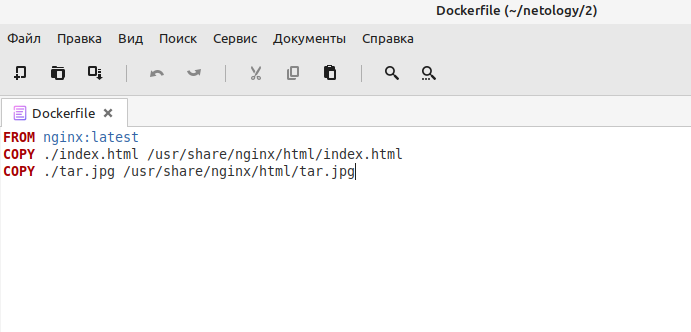 Dockerfile (~/netology/2)
Файл Правка Вид Поиск Сервис Документы Справка
Dockerfile
FROM nginx:latest
COPY ./index.html /usr/share/nginx/html/index.html
COPY ./tar.jpg /usr/share/nginx/html/tar.jpg